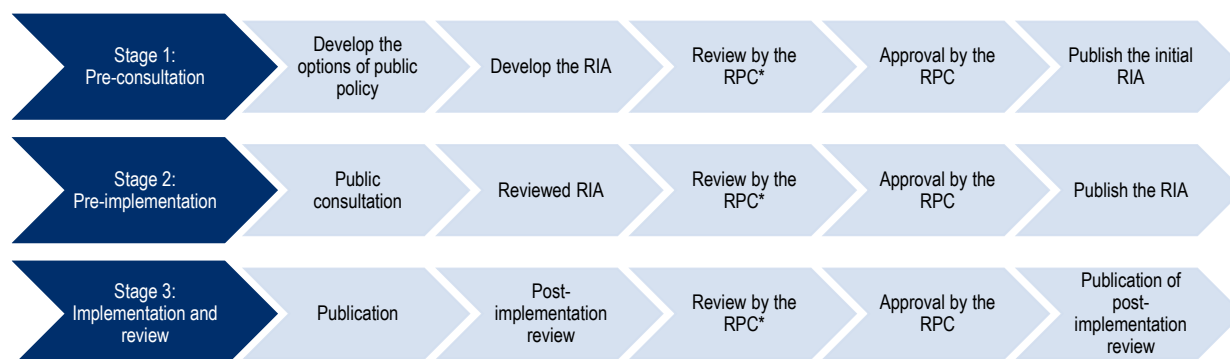 Stage 1:
Pre-consultation
Develop the
options of public
policy
Develop the RIA
Review by the
RPC*
Approval by the
RPC
Publish the initial
RIA
Stage 2:
Pre-implementation
Public
consultation
Reviewed RIA
Review by the
RPC*
Approval by the
RPC
Publish the RIA
Stage 3:
Implementation and
review
Publication
Post-
implementation
review
Review by the
RPC*
Approval by the
RPC
Publication of
post-
implementation
review